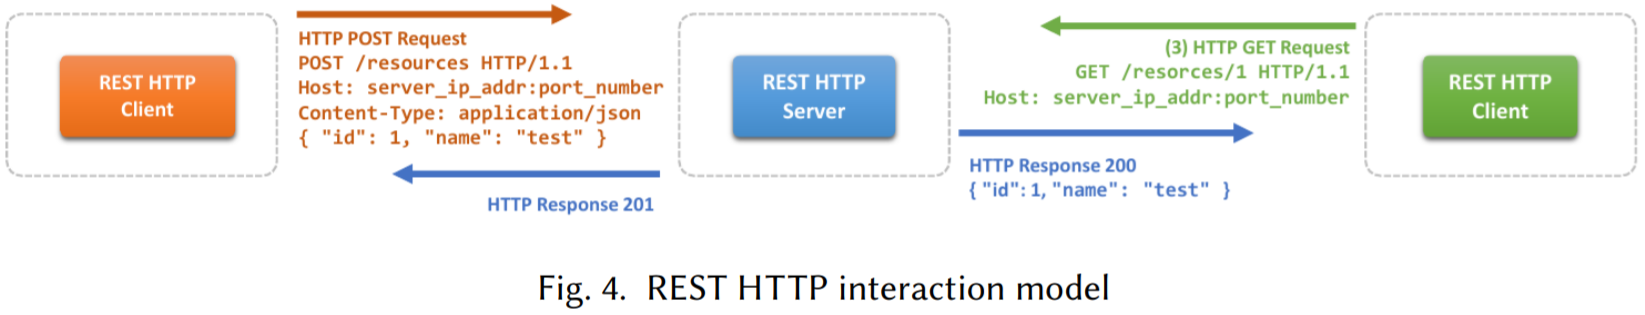 REST HTTP
Client
HTTP POST Request
POST /resources HTTP/1.1
Host: server_ip_addr:port_number
Content-Type: application/json
{ "id": 1, "name": "test" }
HTTP Response 201
REST HTTP
Server
(3) HTTP GET Request
GET /resorces/1 HTTP/1.1
Host: server_ip_addr:port_number
HTTP Response 200
{ "id": 1, "name": "test" }
REST HTTP
Client
Fig. 4. REST HTTP interaction model